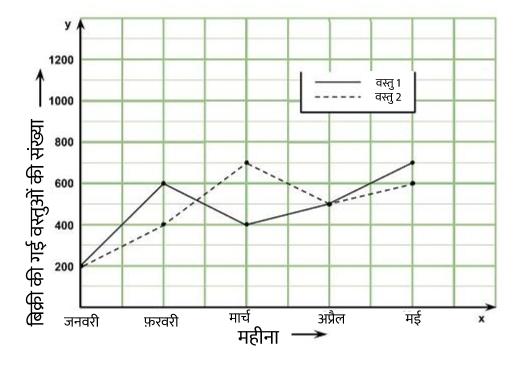 y
1200
1000
800
600
400
200
वस्तु 1
वस्तु 2
बिक्री की गई वस्तुओं की संख्या
जनवरी फ़रवरी मार्च अप्रैल मई x
महीना